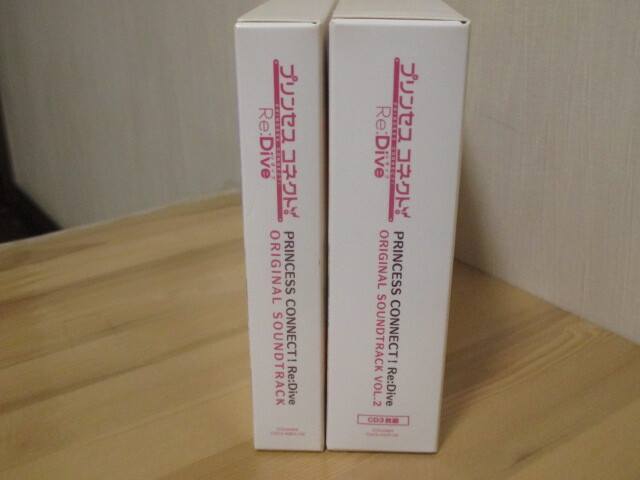 プリンセスコネクト!
Re:Dive
PRINCESS CONNECT! Re:Dive
ORIGINAL SOUNDTRACK
プリンセスコネクト!
Re:Dive
PRINCESS CONNECT! Re:Dive
ORIGINAL SOUNDTRACK VOL.2
CD3枚組